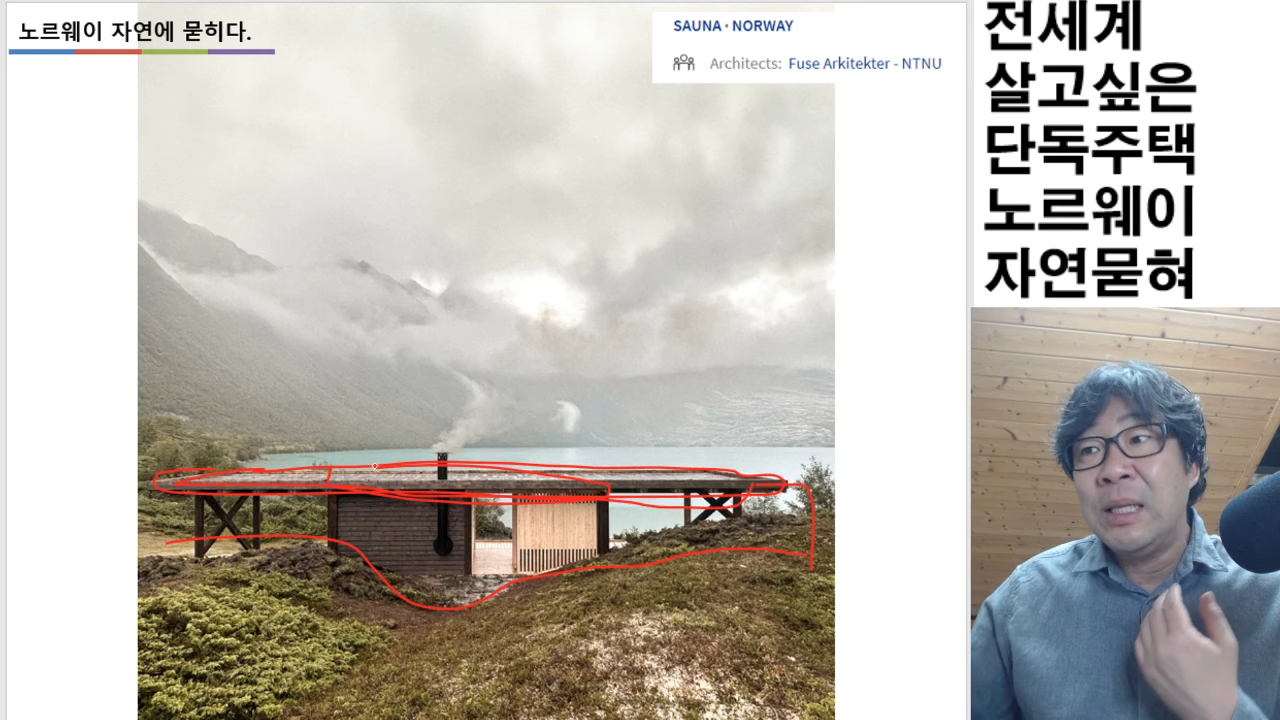 노르웨이 자연에 묻히다.
SAUNA • NORWAY
Architects: Fuse Arkitekter - NTNU
전세계
살고싶은
단독주택
노르웨이
자연묻혀